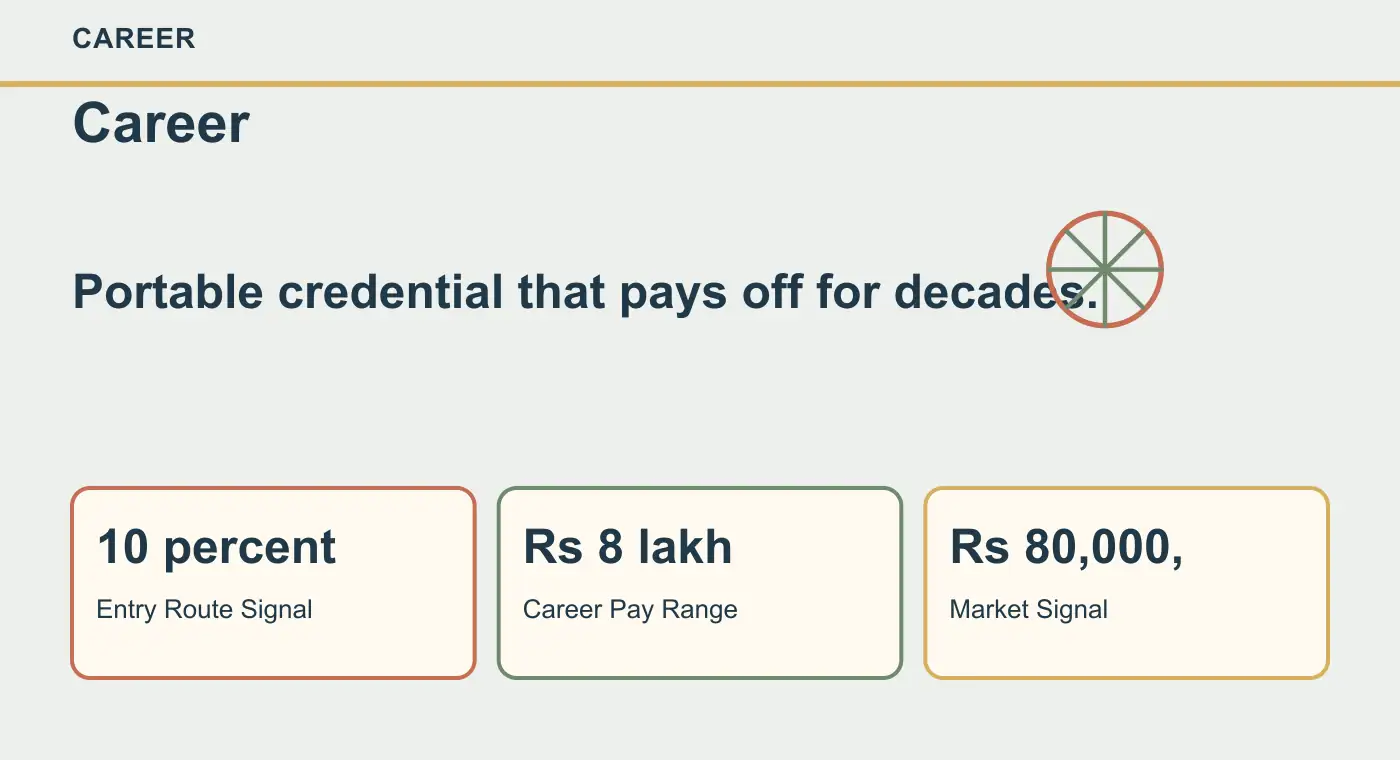 CAREER
Career
Portable credential that pays off for decades.
10 percent
Entry Route Signal
Rs 8 lakh
Career Pay Range
Rs 80,000,
Market Signal